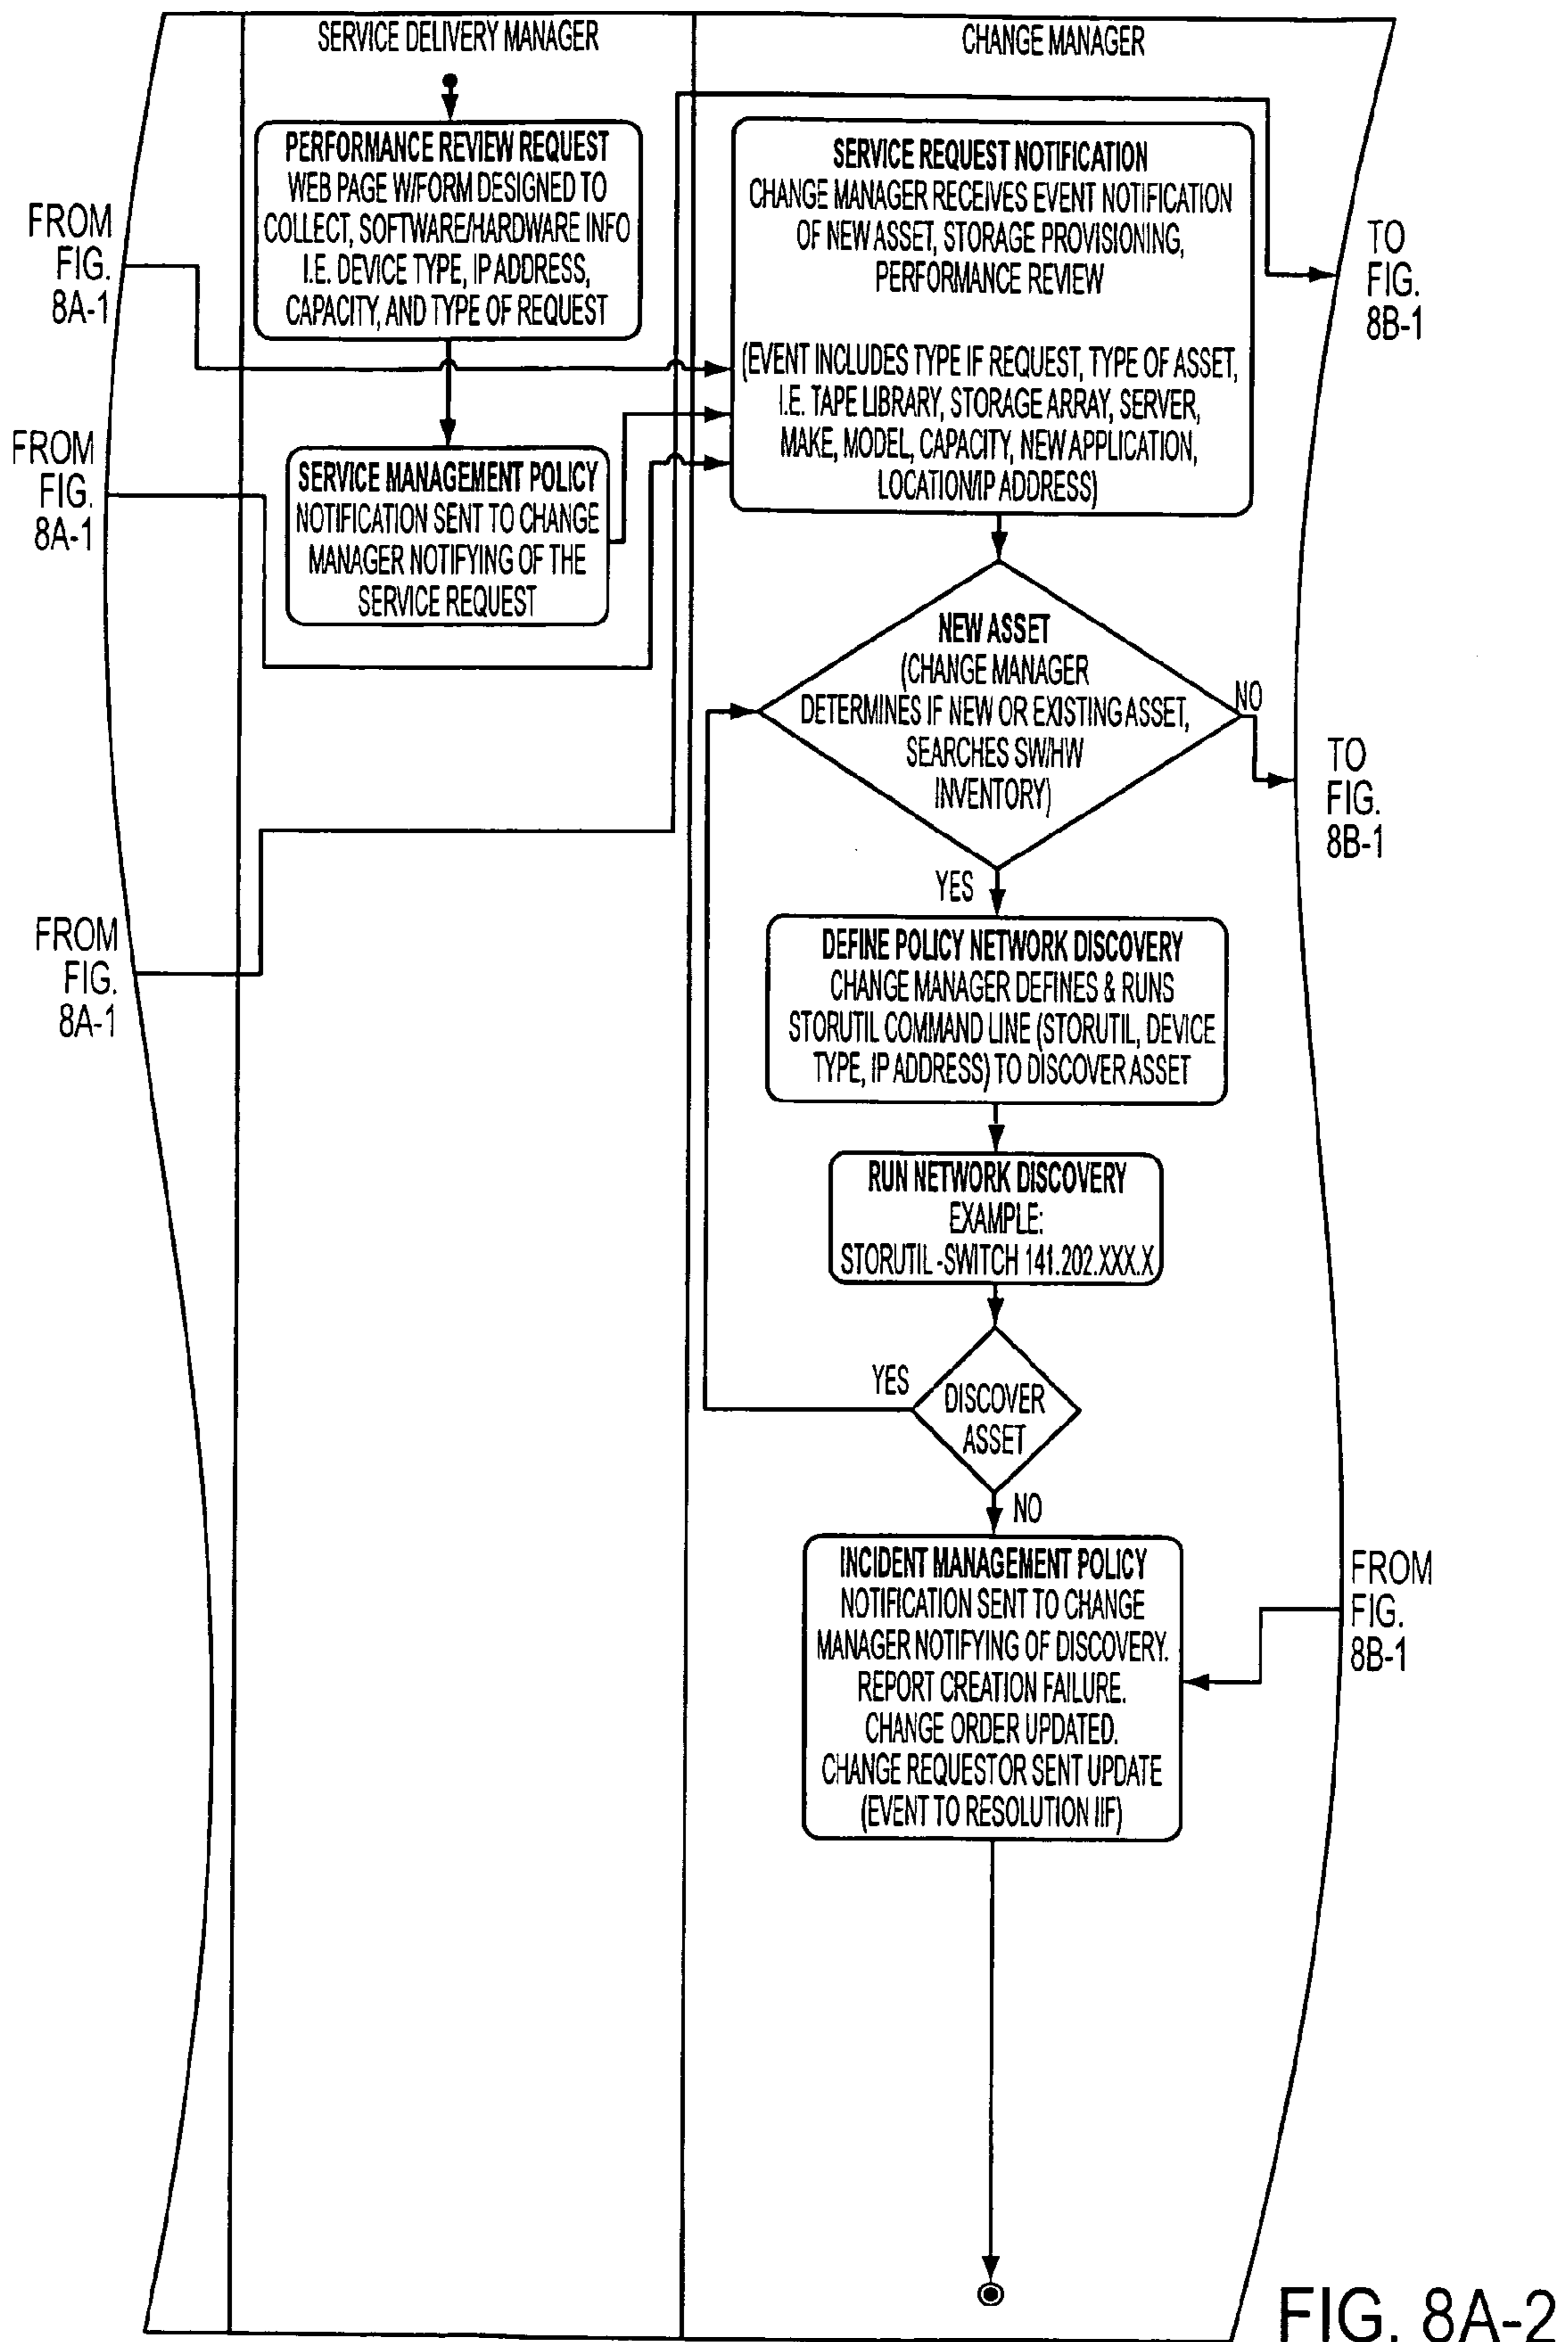 SERVICE DELIVERY MANAGER
CHANGE MANAGER
PERFORMANCE REVIEW REQUEST
WEB PAGE W/FORM DESIGNED TO
COLLECT, SOFTWARE/HARDWARE INFO
I.E. DEVICE TYPE, IP ADDRESS,
CAPACITY, AND TYPE OF REQUEST
SERVICE REQUEST NOTIFICATION
CHANGE MANAGER RECEIVES EVENT NOTIFICATION
OF NEW ASSET, STORAGE PROVISIONING,
PERFORMANCE REVIEW
(EVENT INCLUDES TYPE IF REQUEST, TYPE OF ASSET,
I.E. TAPE LIBRARY, STORAGE ARRAY, SERVER,
MAKE, MODEL, CAPACITY, NEW APPLICATION,
LOCATION/IP ADDRESS)
FROM
FIG.
8A-1
TO
FIG.
8B-1
FROM
FIG.
8A-1
SERVICE MANAGEMENT POLICY
NOTIFICATION SENT TO CHANGE
MANAGER NOTIFYING OF THE
SERVICE REQUEST
NEW ASSET
(CHANGE MANAGER
DETERMINES IF NEW OR EXISTING ASSET,
SEARCHES SW/HW
INVENTORY)
NO
TO
FIG.
8B-1
YES
FROM
FIG.
8A-1
DEFINE POLICY NETWORK DISCOVERY
CHANGE MANAGER DEFINES & RUNS
STORUTIL COMMAND LINE (STORUTIL, DEVICE
TYPE, IP ADDRESS) TO DISCOVER ASSET
RUN NETWORK DISCOVERY
EXAMPLE:
STORUTIL -SWITCH 141.202.XXX.X
YES
DISCOVER
ASSET
NO
INCIDENT MANAGEMENT POLICY
NOTIFICATION SENT TO CHANGE
MANAGER NOTIFYING OF DISCOVERY.
REPORT CREATION FAILURE.
CHANGE ORDER UPDATED.
CHANGE REQUESTOR SENT UPDATE
(EVENT TO RESOLUTION IIF)
FROM
FIG.
8B-1
FIG. 8A-2